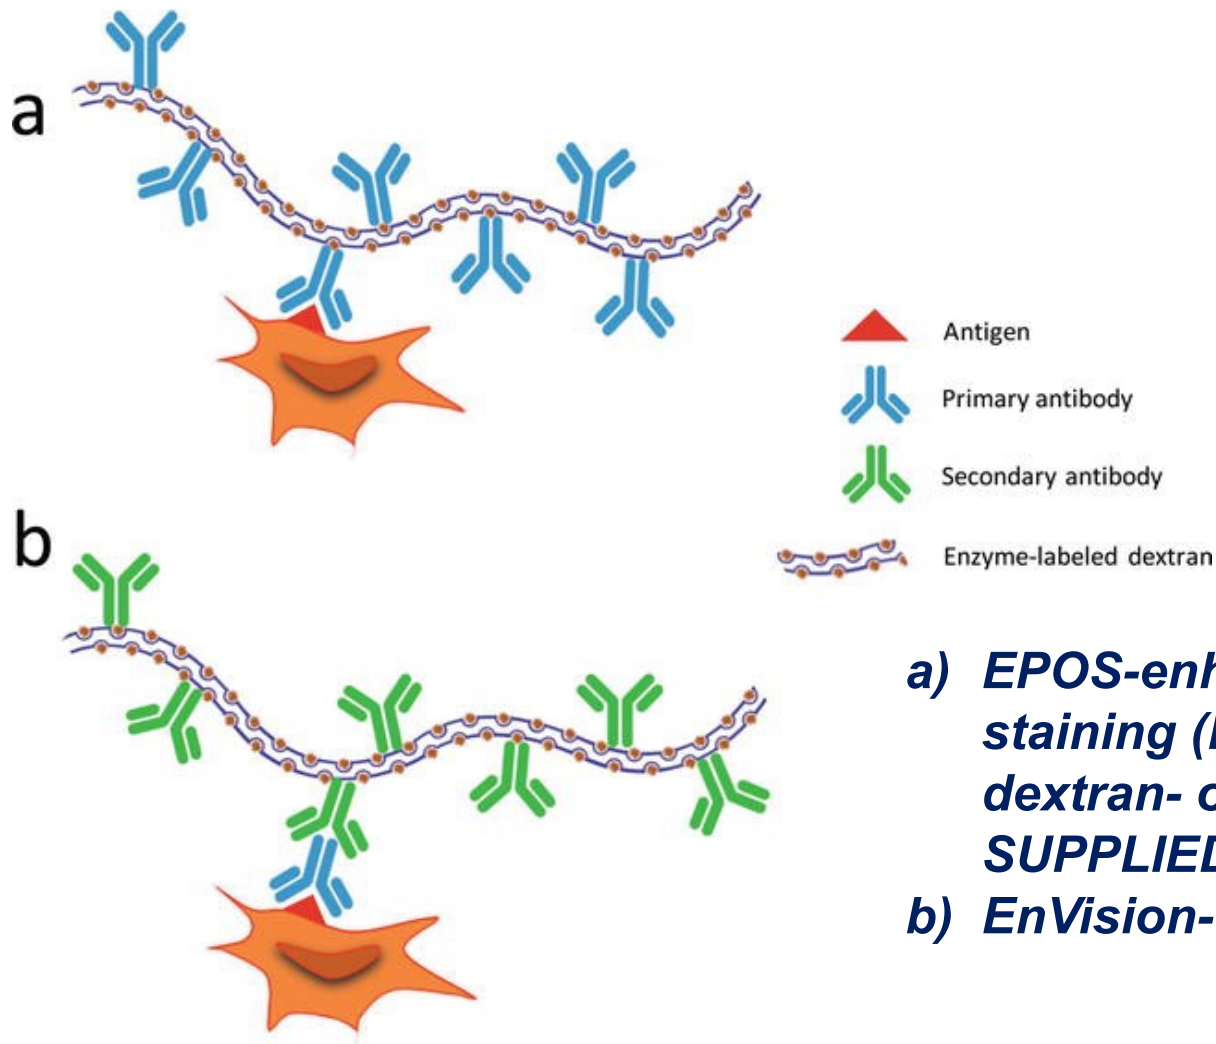 a
Antigen
Primary antibody
Secondary antibody
b
Enzyme-labeled dextran
a) EPOS-enh
staining (
dextran-
SUPPLIED
b) EnVision-